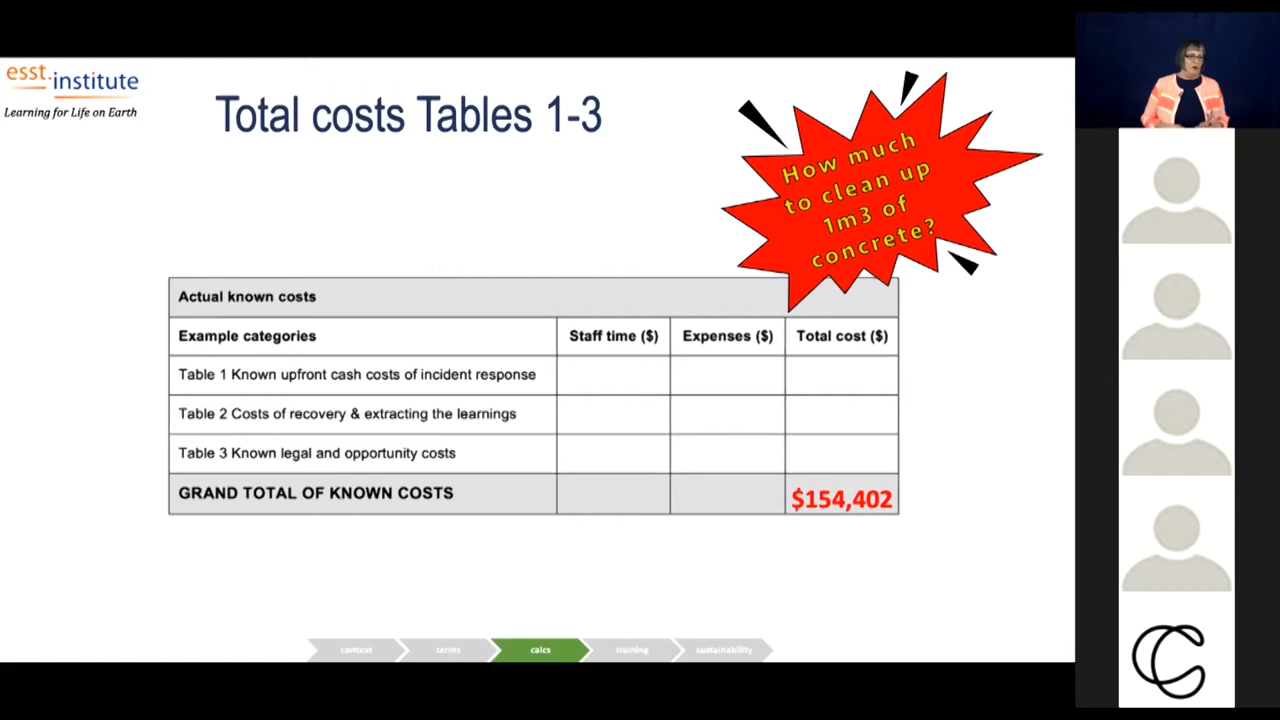 esst.institute
Learning for Life on Earth
Total costs Tables 1-3
How much
to clean up
1m3 of
concrete?
Actual known costs
Example categories Staff time ($) Expenses ($) Total cost ($)
Table 1 Known upfront cash costs of incident response
Table 2 Costs of recovery & extracting the learnings
Table 3 Known legal and opportunity costs
GRAND TOTAL OF KNOWN COSTS $154,402
context terms calcs training sustainability